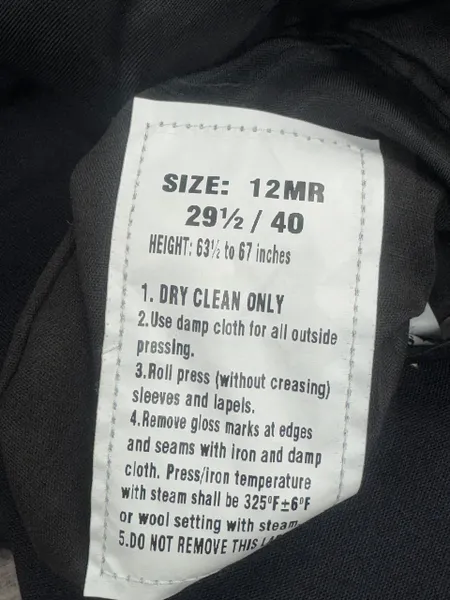 SIZE: 12MR
29½ / 40
HEIGHT: 63½ to 67 inches
1. DRY CLEAN ONLY
2.Use damp cloth for all outside
pressing.
3.Roll press (without creasing)
sleeves and lapels.
4.Remove gloss marks at edges
and seams with iron and damp
cloth. Press/iron temperature
with steam shall be 325ºF±6ºF
or wool setting with steam
5.DO NOT REMOVE THIS